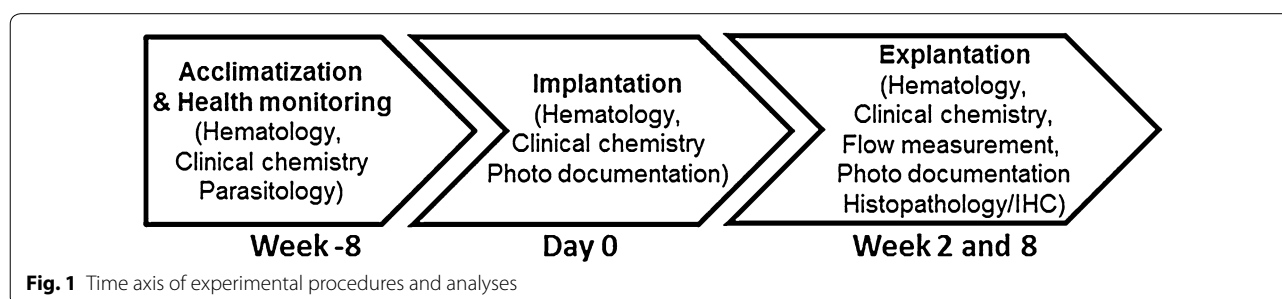 Acclimatization
& Health monitoring
(Hematology,
Clinical chemistry
Parasitology)
Week -8
Implantation
(Hematology,
Clinical chemistry
Photo documentation)
Day 0
Explantation
(Hematology,
Clinical chemistry,
Flow measurement,
Photo documentation
Histopathology/IHC)
Week 2 and 8
Fig. 1 Time axis of experimental procedures and analyses